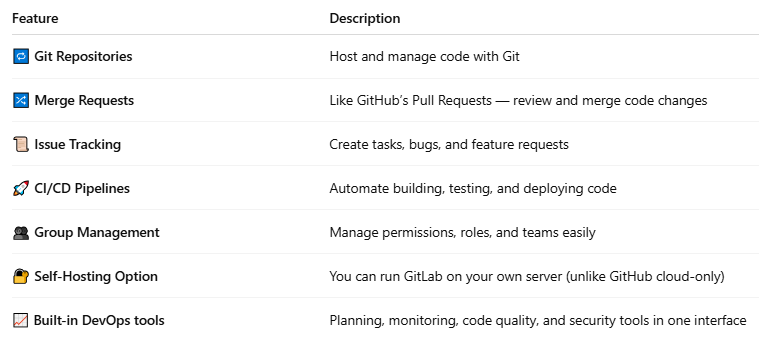 Feature Description
Git Repositories Host and manage code with Git
Merge Requests Like GitHub’s Pull Requests — review and merge code changes
Issue Tracking Create tasks, bugs, and feature requests
CI/CD Pipelines Automate building, testing, and deploying code
Group Management Manage permissions, roles, and teams easily
Self-Hosting Option You can run GitLab on your own server (unlike GitHub cloud-only)
Built-in DevOps tools Planning, monitoring, code quality, and security tools in one interface